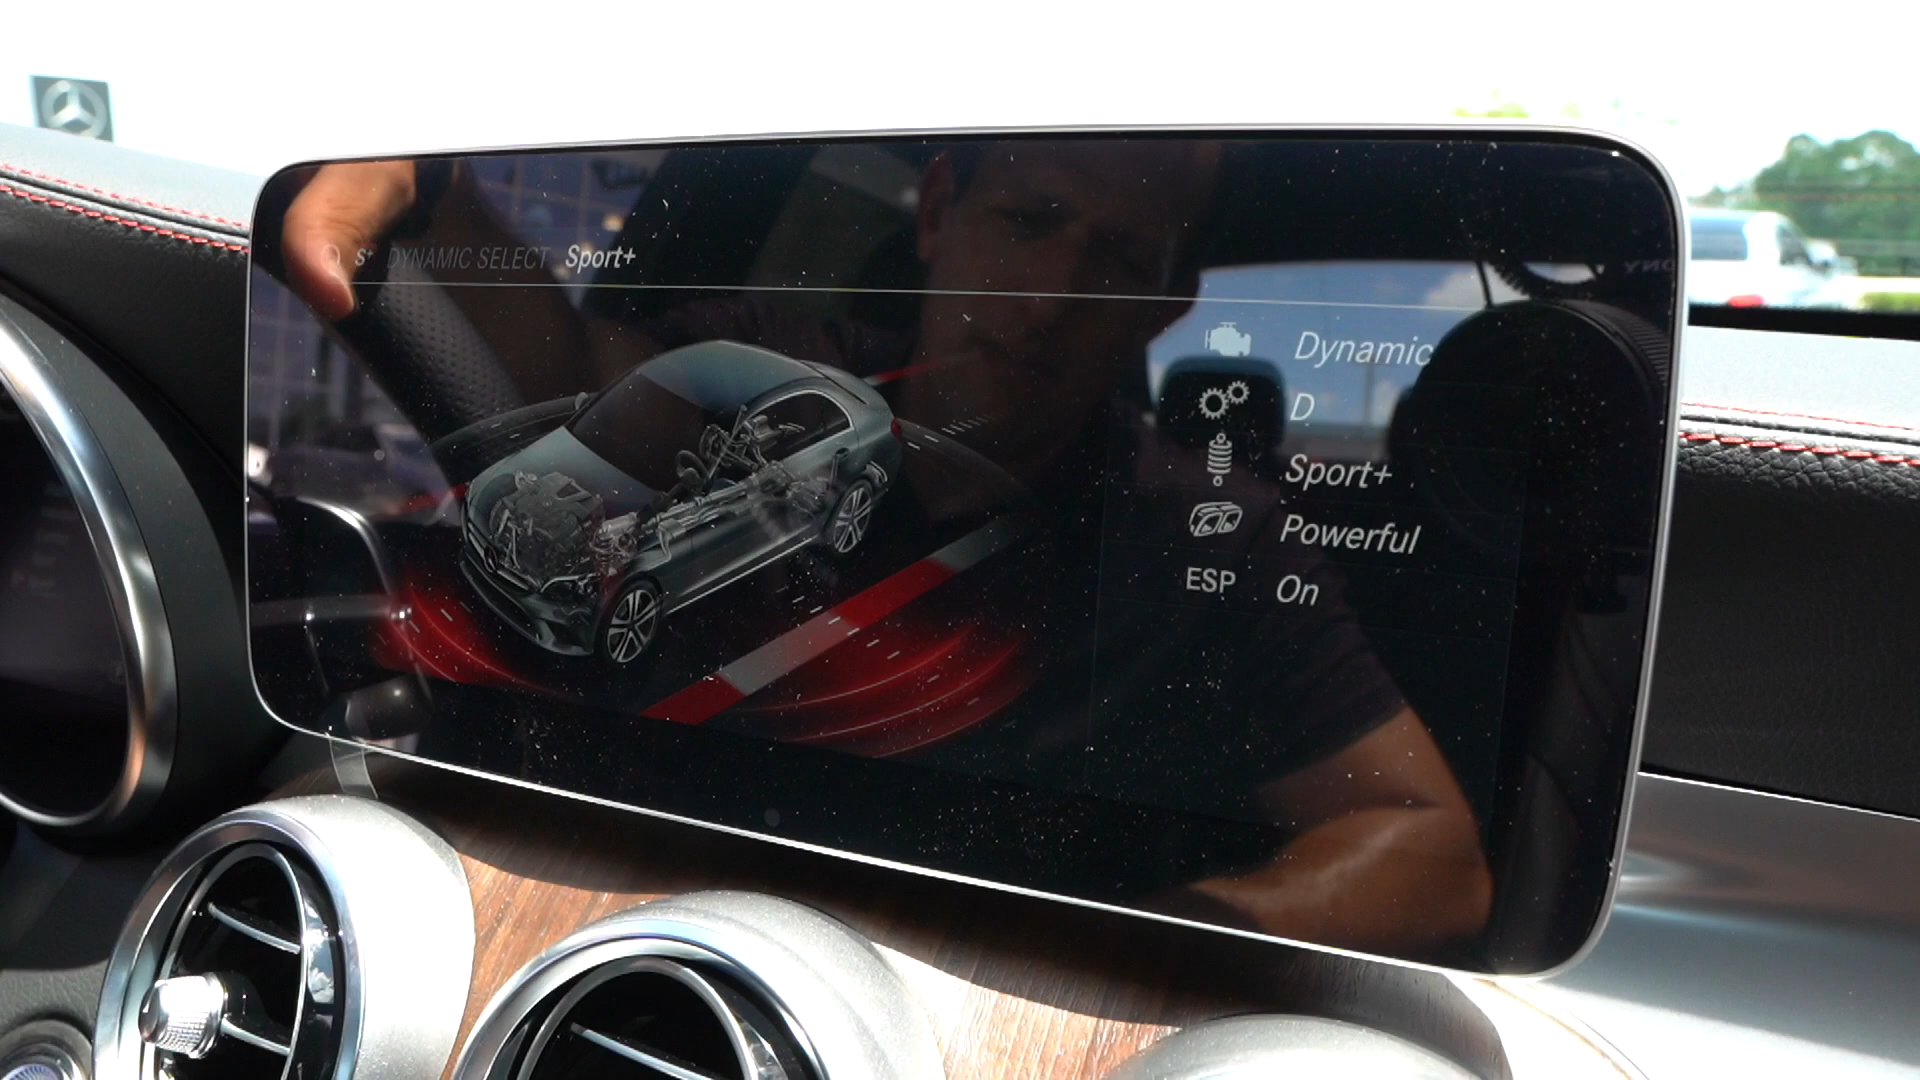 S+ DYNAMIC SELECT Sport+
Dynamic
D
Sport+
Powerful
ESP On